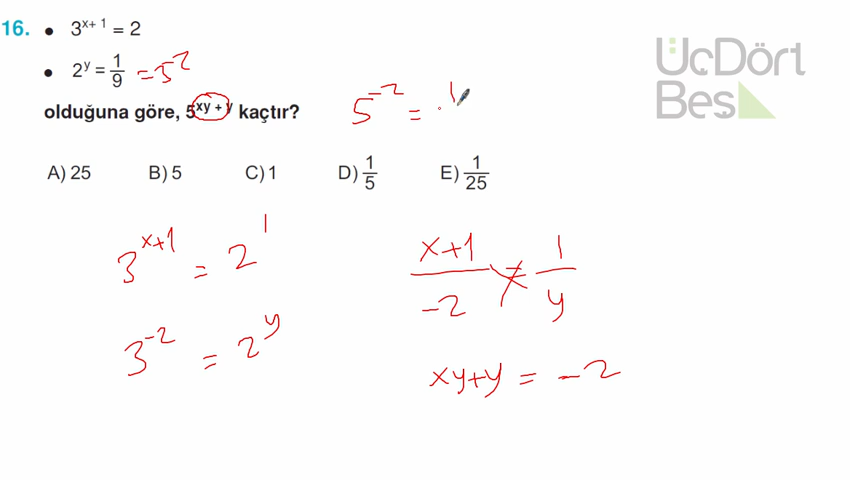 16. • 3^{x+1} = 2
• 2^y = 1/9 = 3^{-2}
olduğuna göre, 5^{xy + y} kaçtır?
A) 25 B) 5 C) 1 D) 1/5 E) 1/25
ÜçDört
Beş
5^{-2} = 1
3^{x+1} = 2^1
3^{-2} = 2^y
x+1/-2 = 1/y
xy+y = -2